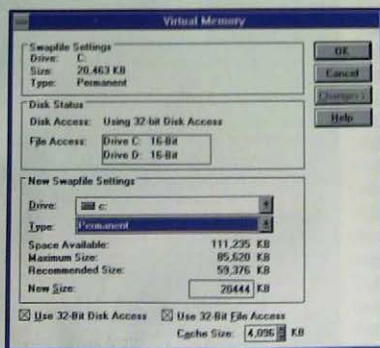 Virtual Memory
Swapfile Settings
Drive: C:
Size: 20,463 KB
Type: Permanent
OK
Cancel
Change>>
Help
Disk Status
Disk Access: Using 32-bit Disk Access
File Access: Drive C: 16-Bit
Drive D: 16-Bit
New Swapfile Settings
Drive: c:
Type: Permanent
Space Available: 111,235 KB
Maximum Size: 85,620 KB
Recommended Size: 59,376 KB
New Size: 20444 KB
Use 32-Bit Disk Access Use 32-Bit File Access
Cache Size: 4,096 KB